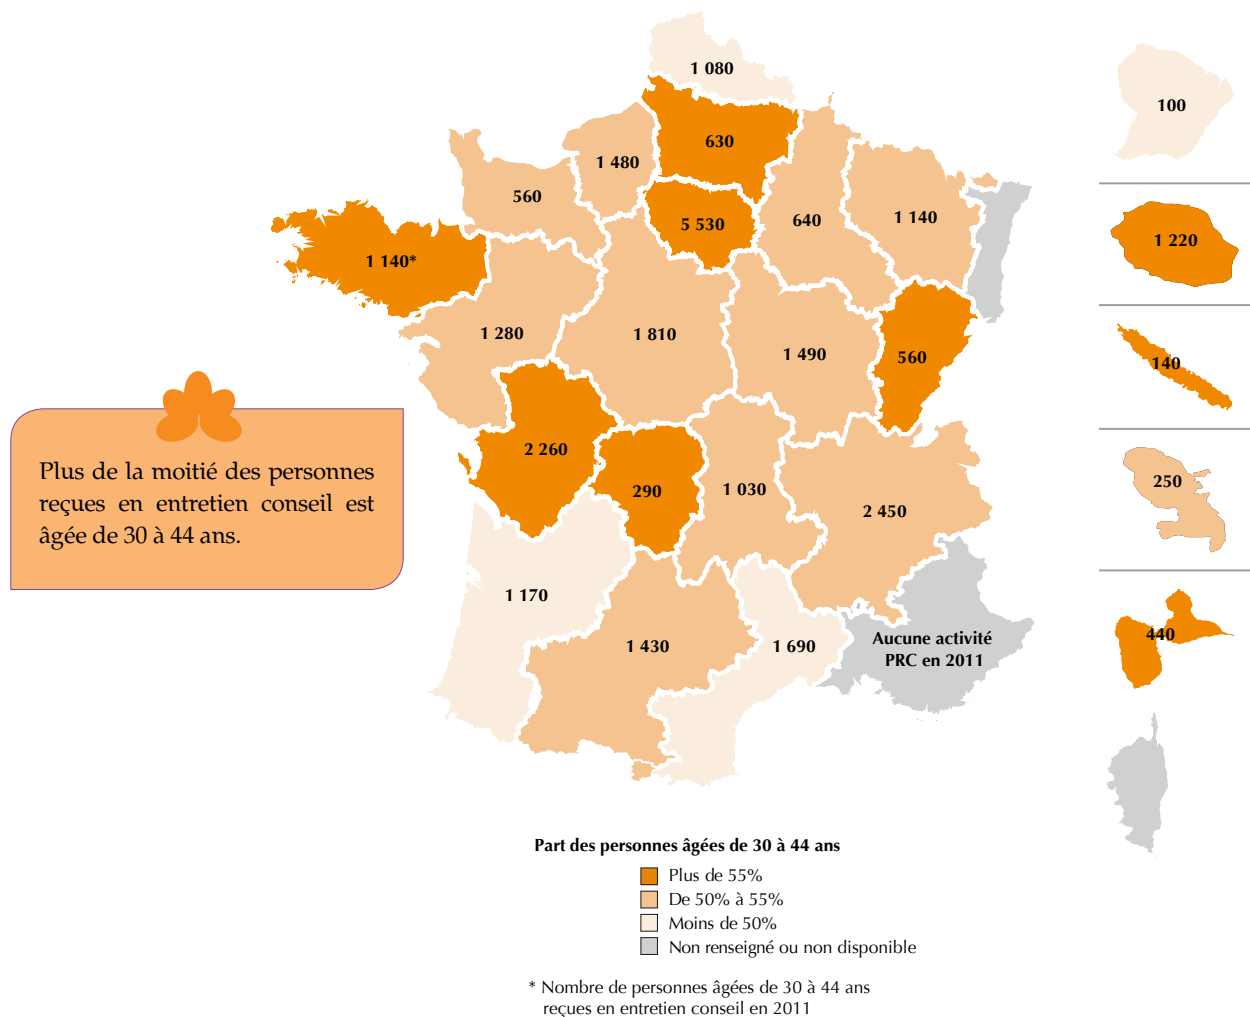 1 080
100
630
1 480
560
5 530
640
1 140
1 220
1 140*
1 280
1 810
1 490
560
140
Plus de la moitié des personnes
reçues en entretien conseil est
âgée de 30 à 44 ans.
2 260
290
1 030
2 450
250
1 170
1 430
1 690
Aucune activité
PRC en 2011
440
Part des personnes âgées de 30 à 44 ans
Plus de 55%
De 50% à 55%
Moins de 50%
Non renseigné ou non disponible
* Nombre de personnes âgées de 30 à 44 ans
reçues en entretien conseil en 2011